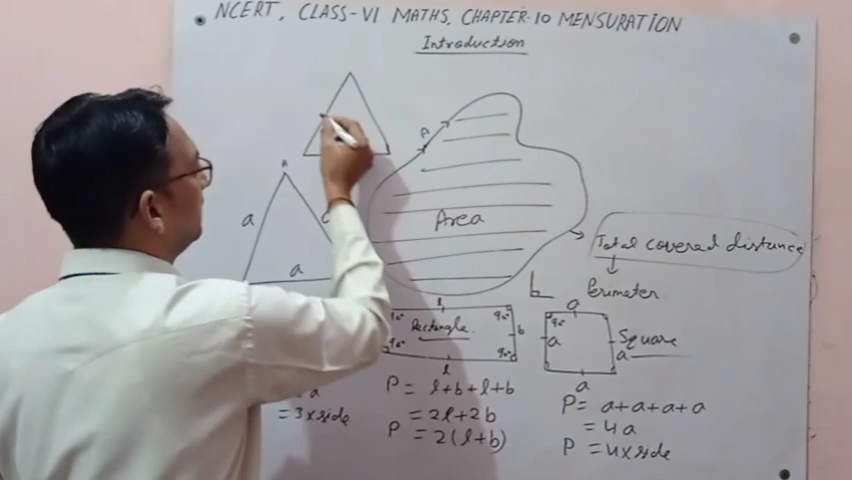 NCERT, CLASS-VI MATHS, CHAPTER-10 MENSURATION
Introduction
A
A
a
a
Area
Total covered distance
Perimeter
b
l
90°
90°
Rectangle
b
90°
90°
l
a
90°
a
Square
a
a
a
= 3 x side
P = l+b+l+b
= 2l+2b
P = 2(l+b)
P = a+a+a+a
= 4a
P = 4 x side